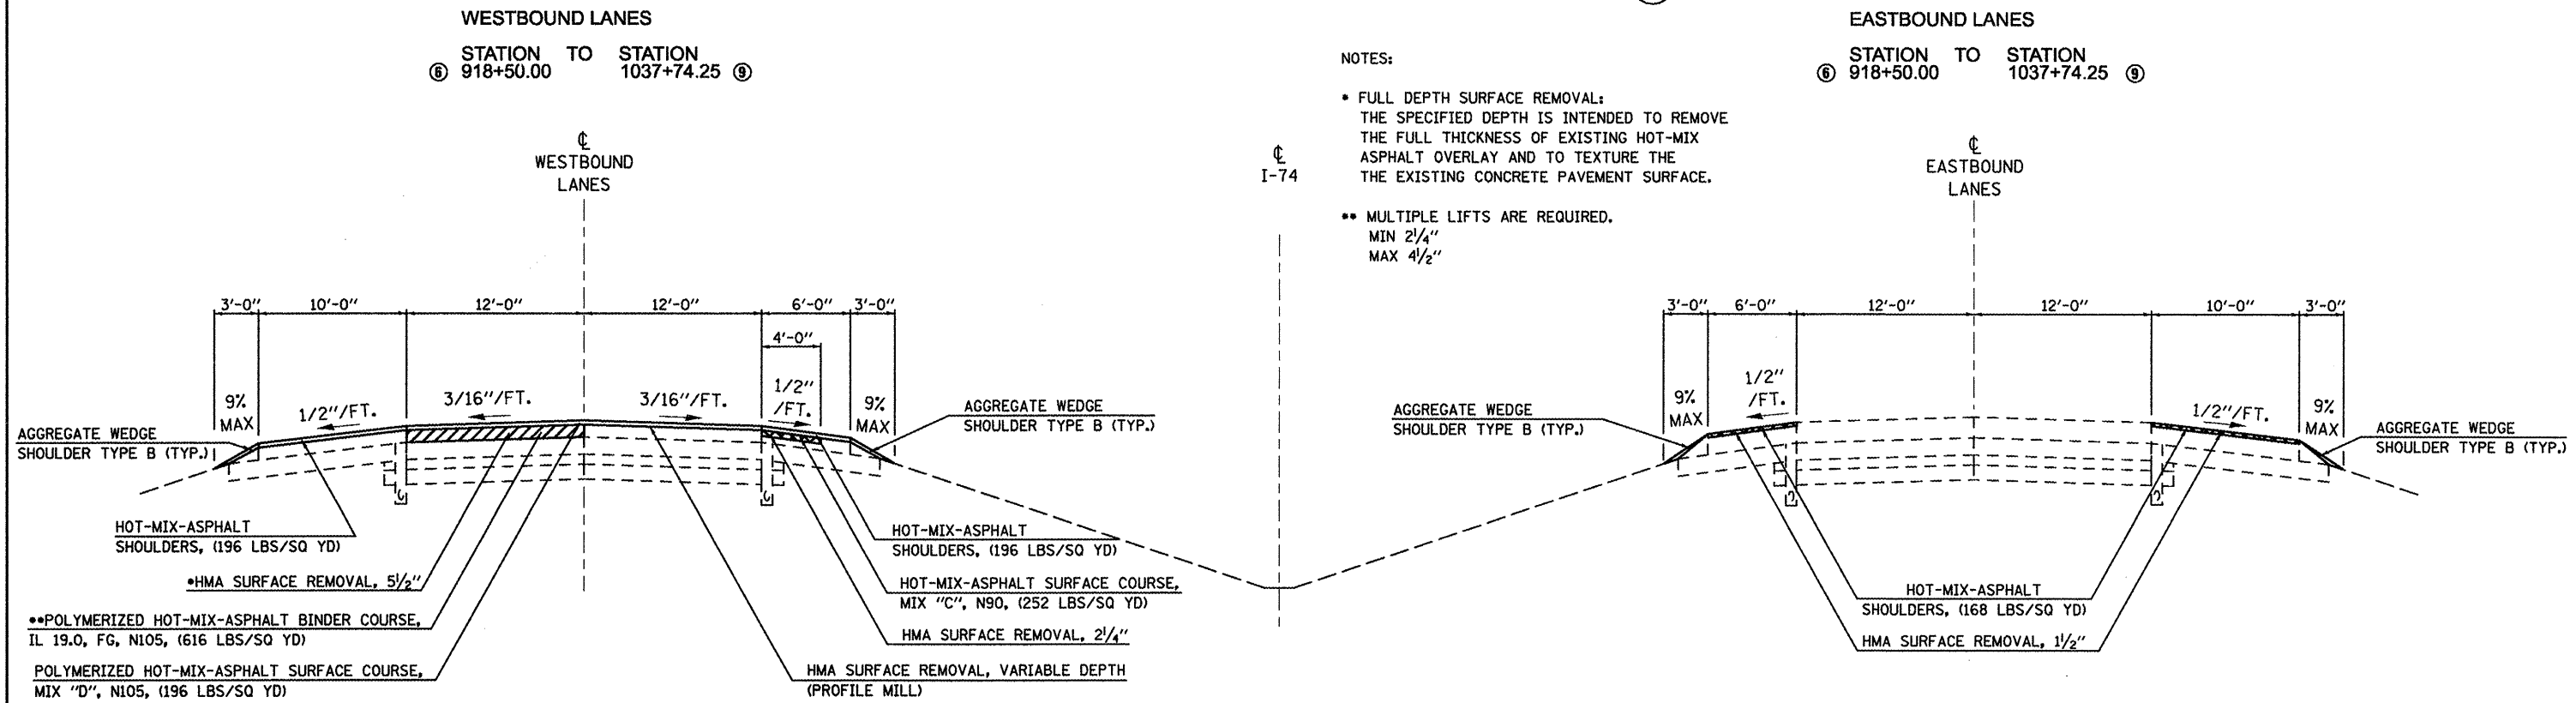 WESTBOUND LANES
STATION TO STATION
⑥ 918+50.00 1037+74.25 ⑨
℄
WESTBOUND
LANES
3'-0" 10'-0" 12'-0" 12'-0" 6'-0" 3'-0"
4'-0"
9%
MAX
1/2"/FT.
3/16"/FT.
3/16"/FT.
1/2"
/FT.
9%
MAX
AGGREGATE WEDGE
SHOULDER TYPE B (TYP.)
AGGREGATE WEDGE
SHOULDER TYPE B (TYP.)
HOT-MIX-ASPHALT
SHOULDERS, (196 LBS/SQ YD)
*HMA SURFACE REMOVAL, 5½"
**POLYMERIZED HOT-MIX-ASPHALT BINDER COURSE,
IL 19.0, FG, N105, (616 LBS/SQ YD)
POLYMERIZED HOT-MIX-ASPHALT SURFACE COURSE,
MIX "D", N105, (196 LBS/SQ YD)
HOT-MIX-ASPHALT
SHOULDERS, (196 LBS/SQ YD)
HOT-MIX-ASPHALT SURFACE COURSE,
MIX "C", N90, (252 LBS/SQ YD)
HMA SURFACE REMOVAL, 2¼"
HMA SURFACE REMOVAL, VARIABLE DEPTH
(PROFILE MILL)
℄
I-74
NOTES:
* FULL DEPTH SURFACE REMOVAL:
THE SPECIFIED DEPTH IS INTENDED TO REMOVE
THE FULL THICKNESS OF EXISTING HOT-MIX
ASPHALT OVERLAY AND TO TEXTURE THE
THE EXISTING CONCRETE PAVEMENT SURFACE.
** MULTIPLE LIFTS ARE REQUIRED.
MIN 2¼"
MAX 4½"
EASTBOUND LANES
STATION TO STATION
⑥ 918+50.00 1037+74.25 ⑨
℄
EASTBOUND
LANES
3'-0" 6'-0" 12'-0" 12'-0" 10'-0" 3'-0"
9%
MAX
1/2"
/FT.
1/2"/FT.
9%
MAX
AGGREGATE WEDGE
SHOULDER TYPE B (TYP.)
AGGREGATE WEDGE
SHOULDER TYPE B (TYP.)
HOT-MIX-ASPHALT
SHOULDERS, (168 LBS/SQ YD)
HMA SURFACE REMOVAL, 1½"